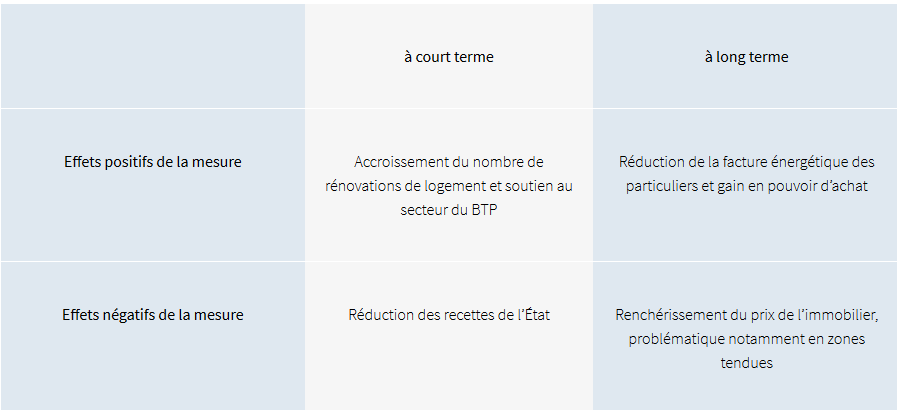 à court terme
à long terme
Effets positifs de la mesure
Accroissement du nombre de
rénovations de logement et soutien au
secteur du BTP
Réduction de la facture énergétique des
particuliers et gain en pouvoir d’achat
Effets négatifs de la mesure
Réduction des recettes de l’État
Renchérissement du prix de l’immobilier,
problématique notamment en zones
tendues